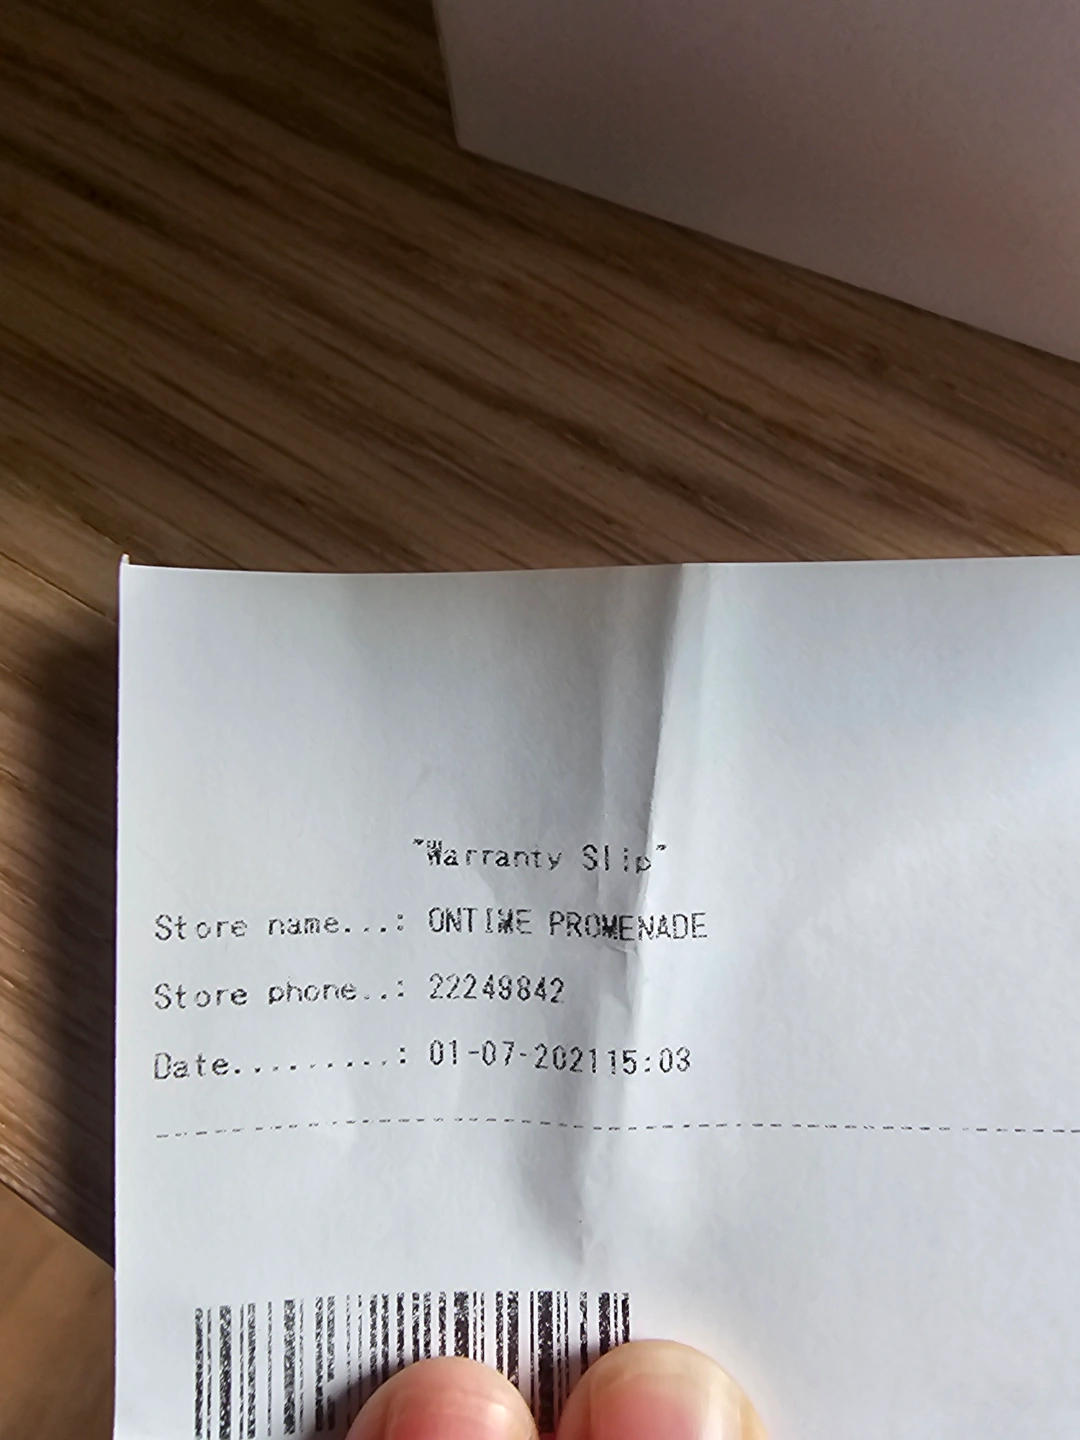 "Warranty Slip"
Store name...: ONTIME PROMENADE
Store phone..: 22249842
Date.........: 01-07-202115:03